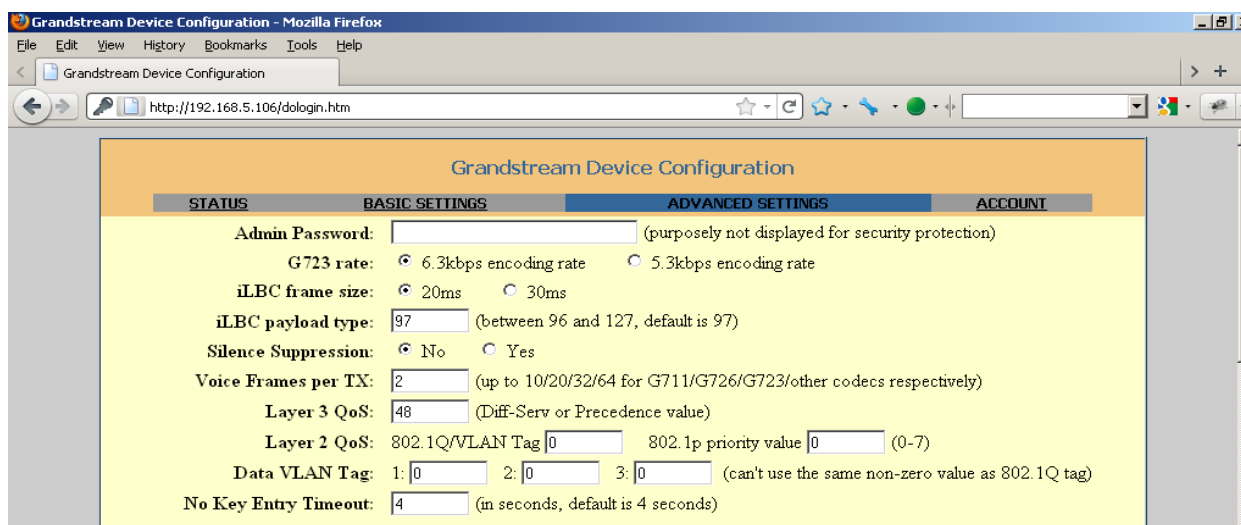 Grandstream Device Configuration - Mozilla Firefox
File Edit View History Bookmarks Tools Help
Grandstream Device Configuration
http://192.168.5.106/dologin.htm
Grandstream Device Configuration
STATUS BASIC SETTINGS ADVANCED SETTINGS ACCOUNT
Admin Password: (purposely not displayed for security protection)
G723 rate: 6.3kbps encoding rate 5.3kbps encoding rate
iLBC frame size: 20ms 30ms
iLBC payload type: 97 (between 96 and 127, default is 97)
Silence Suppression: No Yes
Voice Frames per TX: 2 (up to 10/20/32/64 for G711/G726/G723/other codecs respectively)
Layer 3 QoS: 48 (Diff-Serv or Precedence value)
Layer 2 QoS: 802.1Q/VLAN Tag 0 802.1p priority value 0 (0-7)
Data VLAN Tag: 1: 0 2: 0 3: 0 (can't use the same non-zero value as 802.1Q tag)
No Key Entry Timeout: 4 (in seconds, default is 4 seconds)